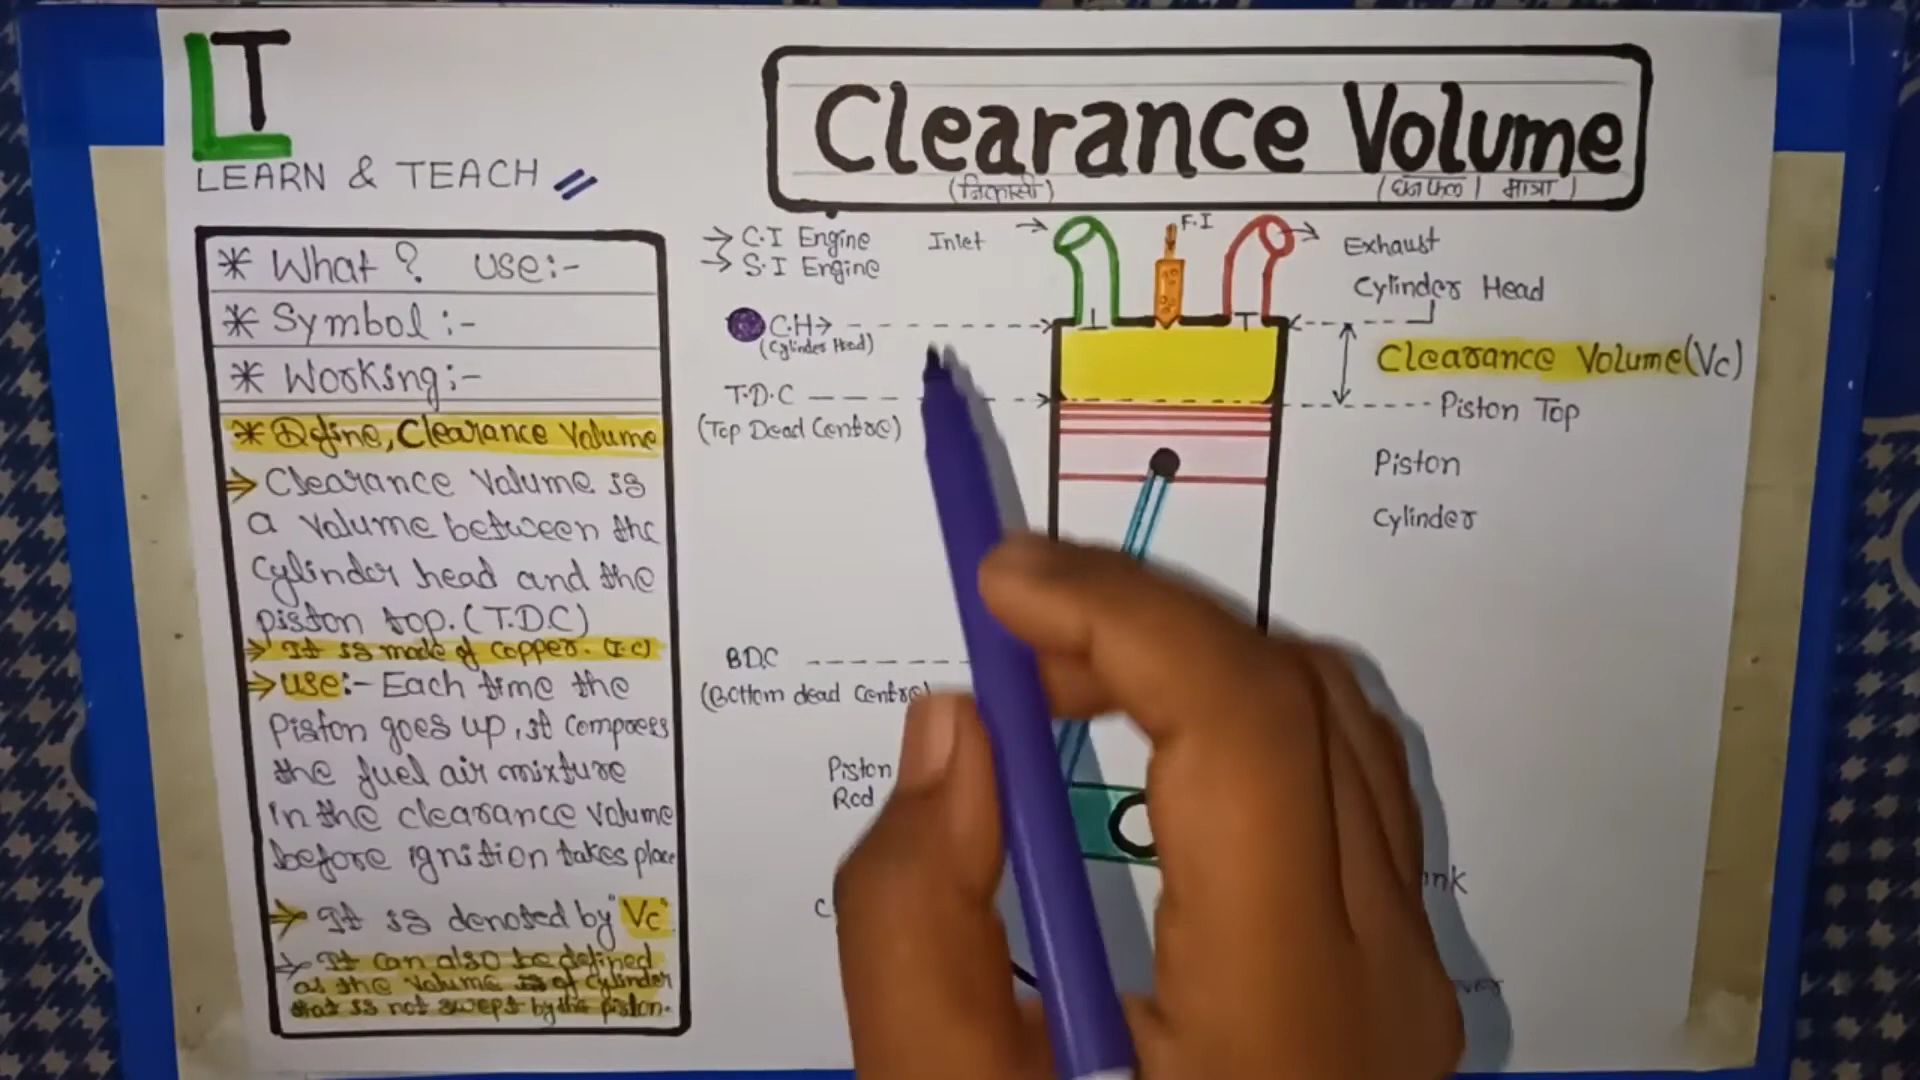 LT
LEARN & TEACH
Clearance Volume
(निकासी)
मात्रा )
* What ? use:-
* Symbol :-
* Working:-
* Define, Clearance Volume
→ Clearance Volume is
a volume between the
Cylinder head and the
piston top. (T.D.C)
→ It is made of copper. (I.C)
→ use:- Each time the
Piston goes up, it compress
the fuel air mixture
in the clearance volume
before ignition takes place
→ It is denoted by "Vc"
→ It can also be defined
as the volume of cylinder
that is not swept by the piston.
→ C.I Engine
→ S.I Engine
Inlet
F.I
Exhaust
Cylinder Head
C.H→
(Cylinder Head)
Clearance Volume(Vc)
T.D.C
(Top Dead Centre)
Piston Top
Piston
Cylinder
B.D.C
(Bottom dead Centre)
Piston
Rod